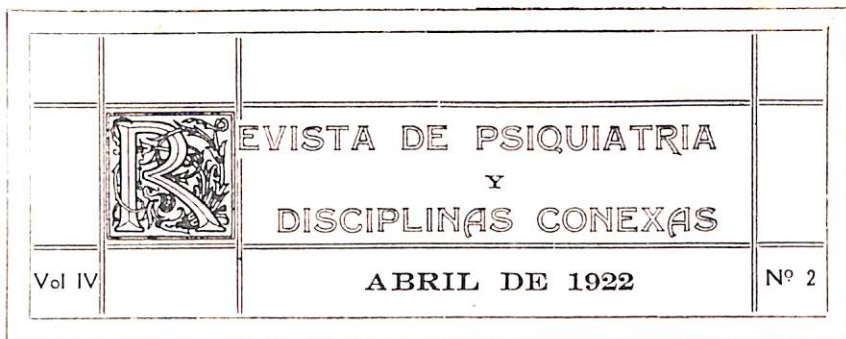 REVISTA DE PSIQUIATRIA
Y
DISCIPLINAS CONEXAS
Vol IV
ABRIL DE 1922
Nº 2